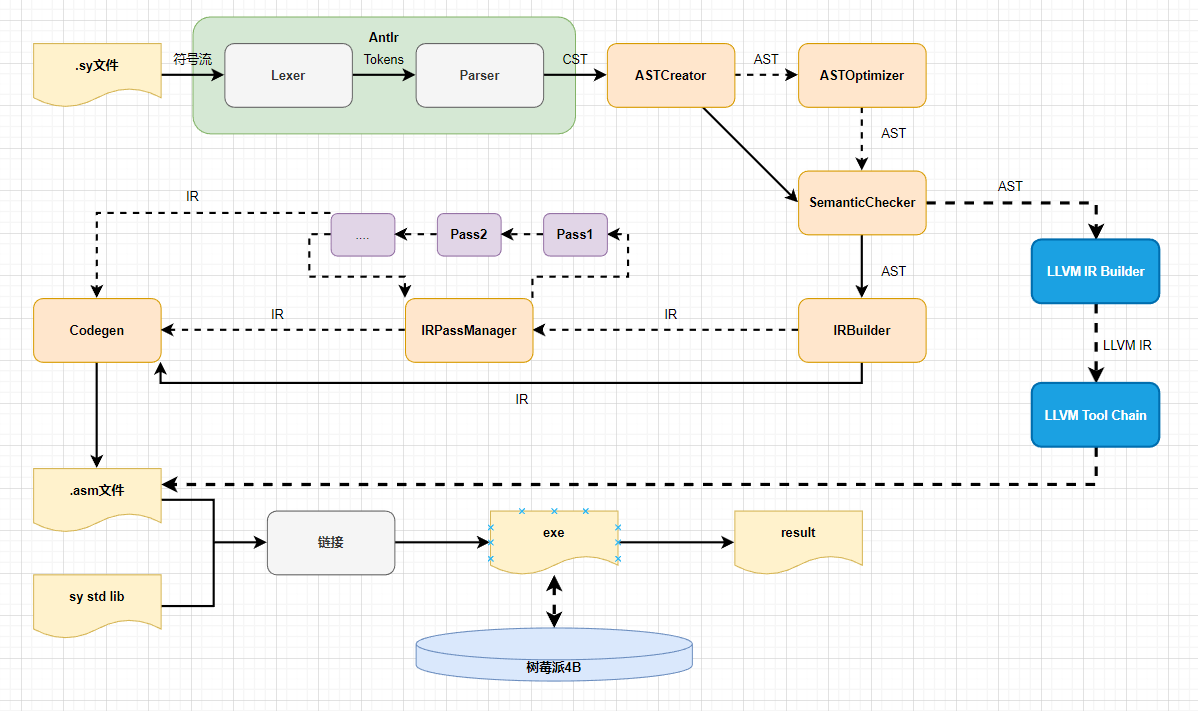 Antlr
.sy文件
符号流
Lexer
Tokens
Parser
CST
ASTCreator
AST
ASTOptimizer
AST
SemanticChecker
AST
IR
....
Pass2
Pass1
LLVM IR Builder
AST
Codegen
IR
IRPassManager
IR
IRBuilder
LLVM IR
IR
LLVM Tool Chain
.asm文件
链接
exe
result
sy std lib
树莓派4B